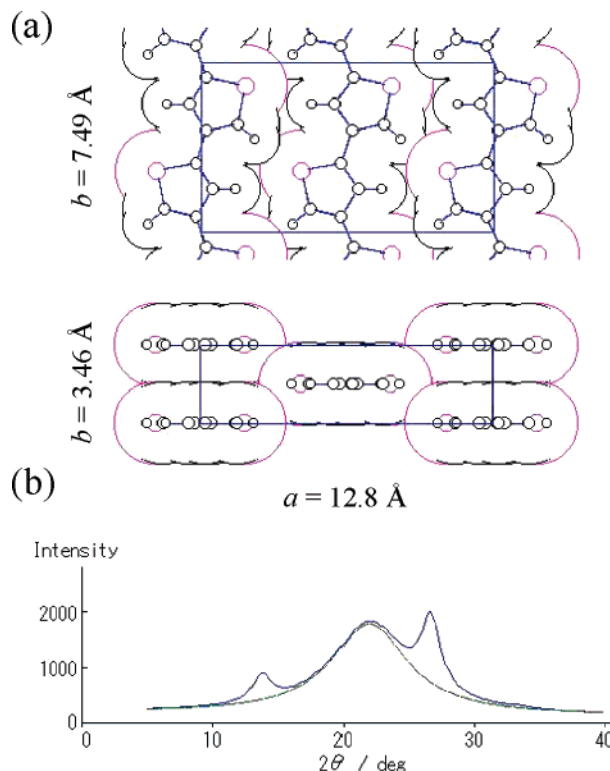 (a)
b = 7.49 Å
b = 3.46 Å
a = 12.8 Å
(b)
Intensity
2000
1000
0
0 10 20 30 40
2θ / deg